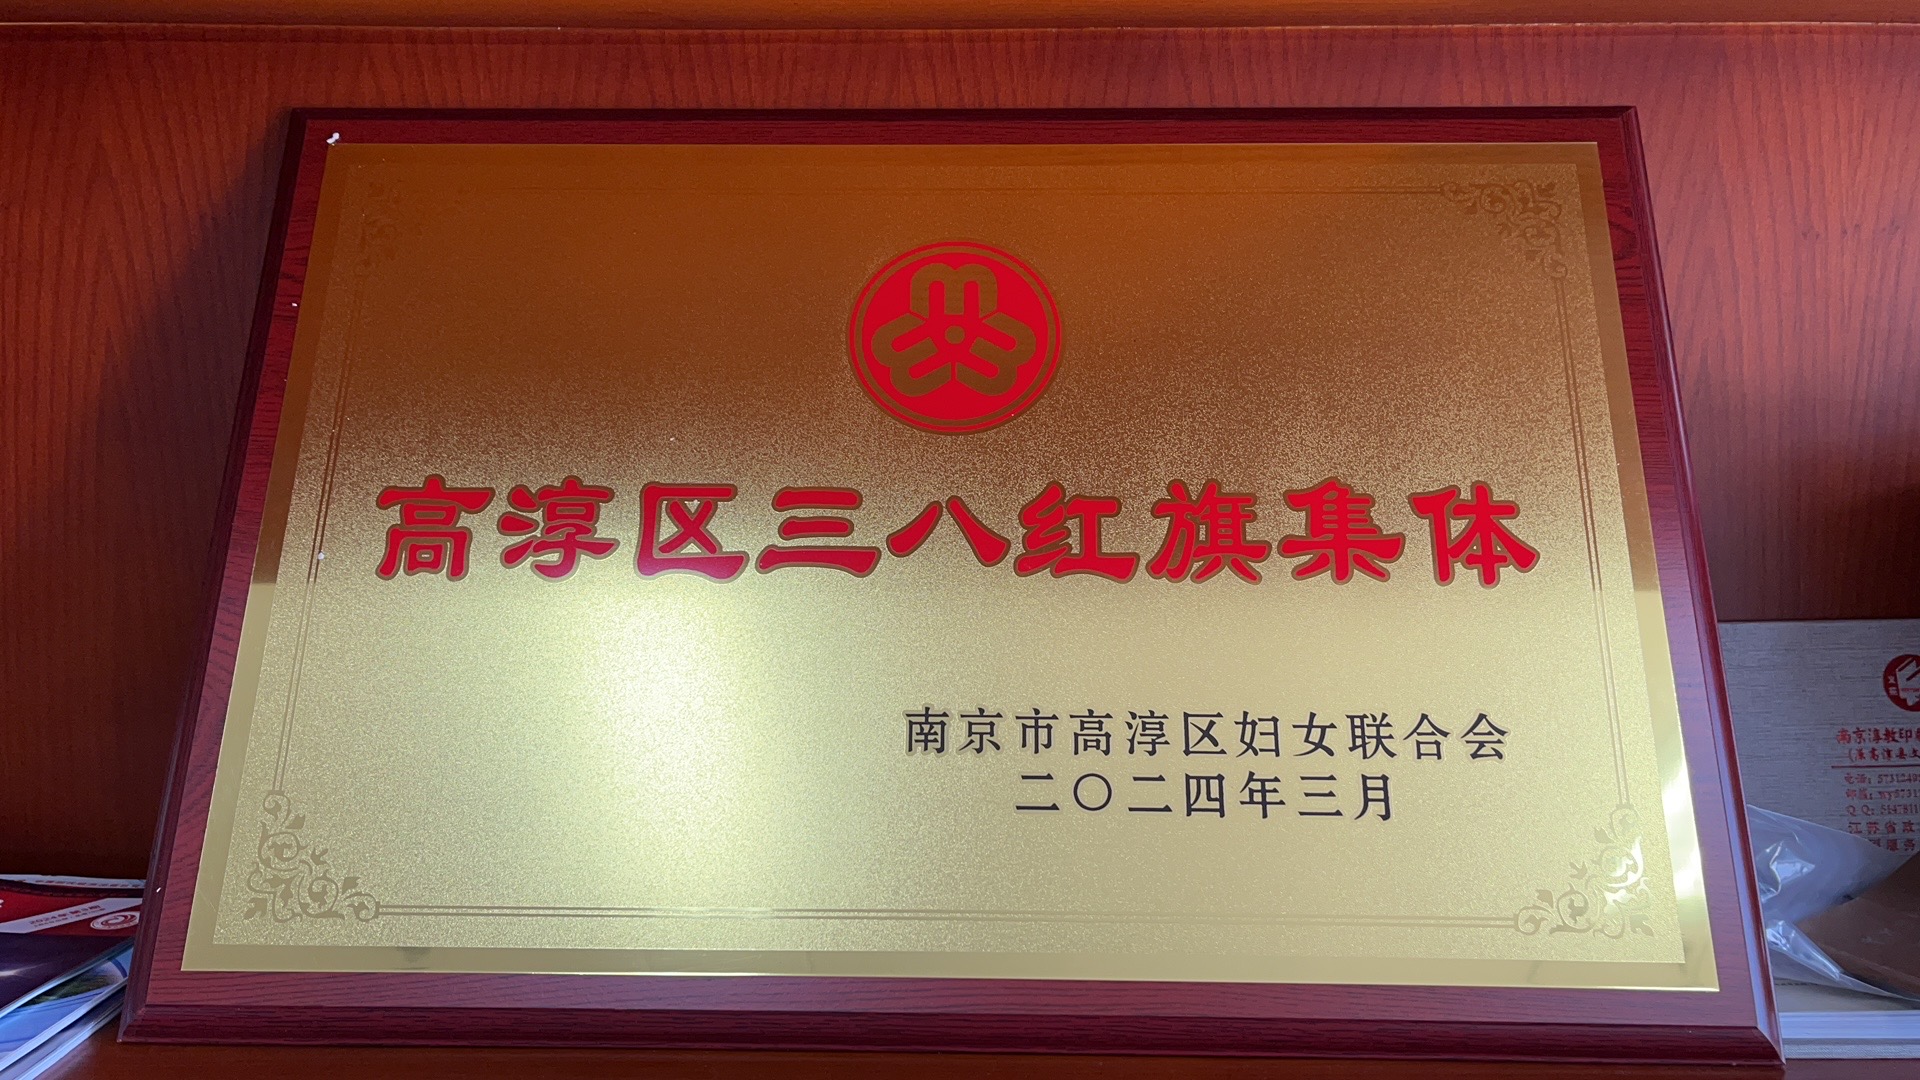 高淳区三八红旗集体
南京市高淳区妇女联合会
二〇二四年三月